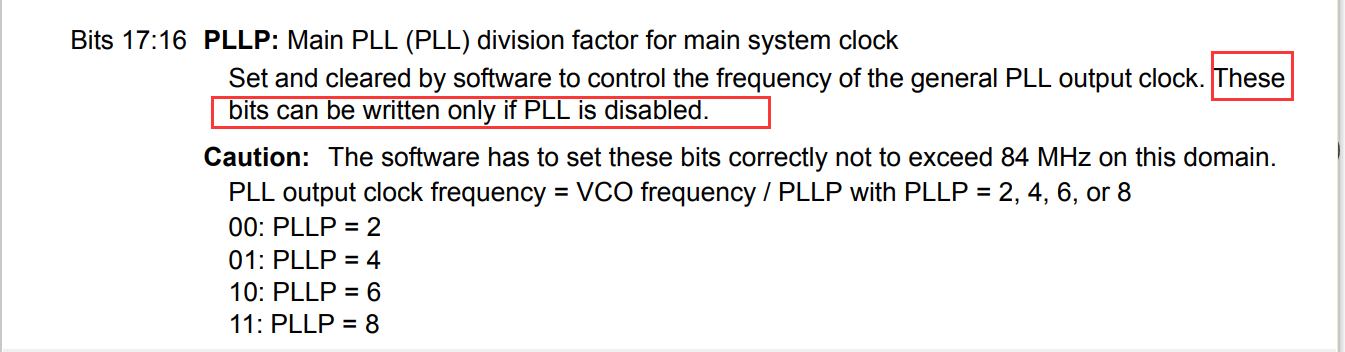 Bits 17:16 PLLP: Main PLL (PLL) division factor for main system clock
Set and cleared by software to control the frequency of the general PLL output clock. These
bits can be written only if PLL is disabled.
Caution: The software has to set these bits correctly not to exceed 84 MHz on this domain.
PLL output clock frequency = VCO frequency / PLLP with PLLP = 2, 4, 6, or 8
00: PLLP = 2
01: PLLP = 4
10: PLLP = 6
11: PLLP = 8